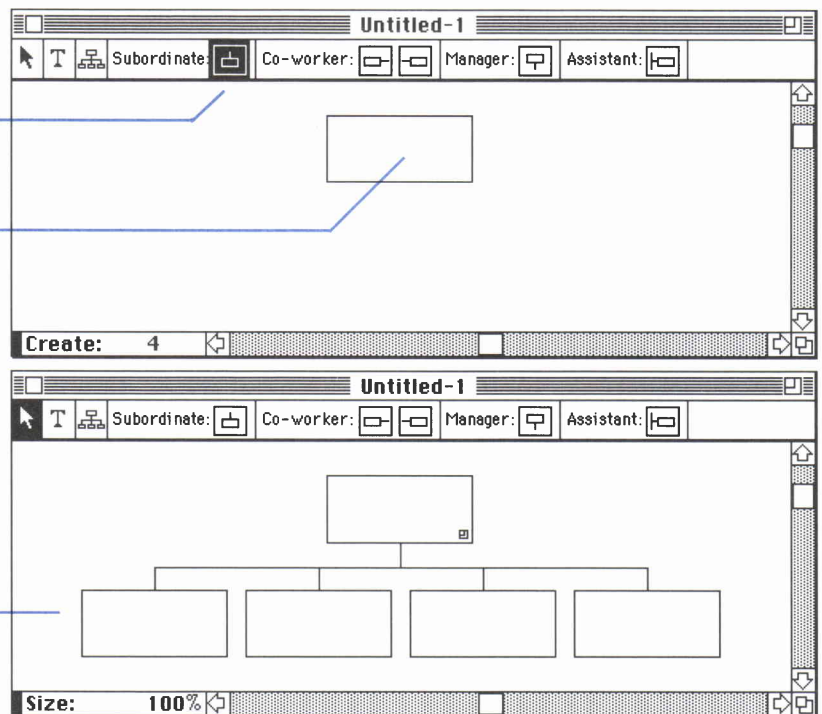 Untitled-1
T Subordinate: Co-worker: Manager: Assistant:
Create: 4
Untitled-1
T Subordinate: Co-worker: Manager: Assistant:
Size: 100%